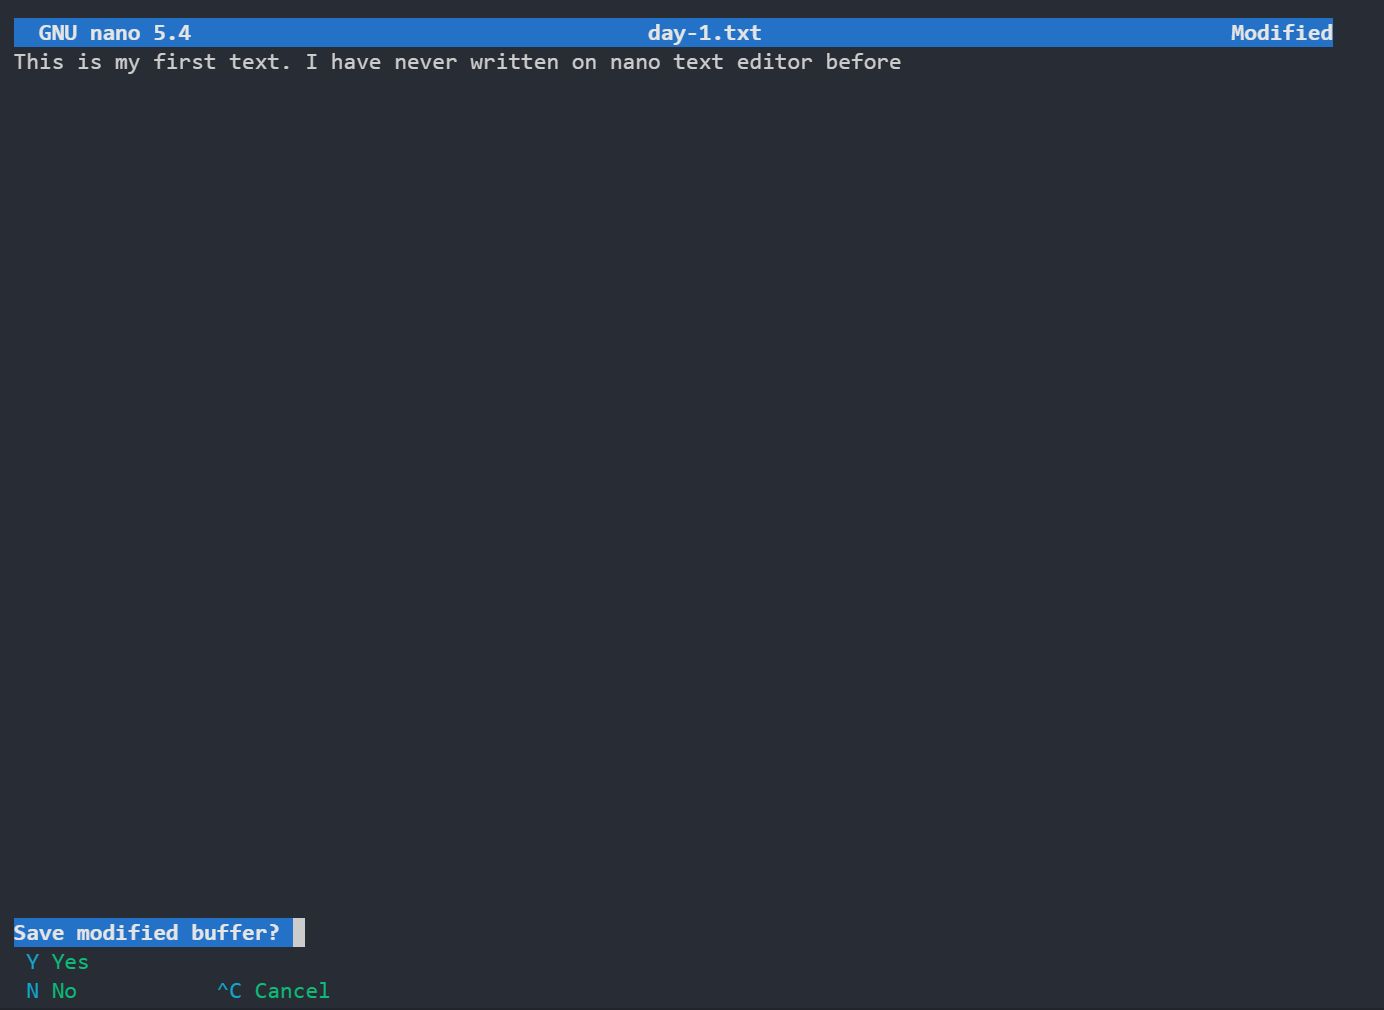 GNU nano 5.4 day-1.txt Modified
This is my first text. I have never written on nano text editor before
Save modified buffer?
Y Yes
N No ^C Cancel